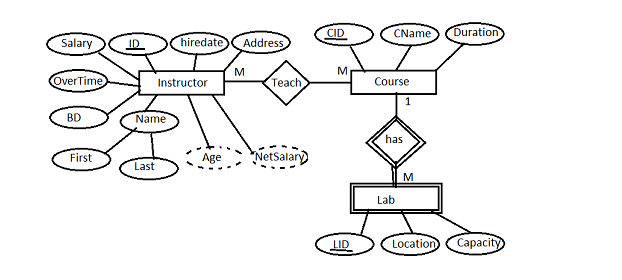 Salary
ID
hiredate
Address
CID
CName
Duration
OverTime
Instructor
M
Teach
M
Course
BD
Name
1
First
Last
Age
NetSalary
has
M
Lab
LID
Location
Capacity